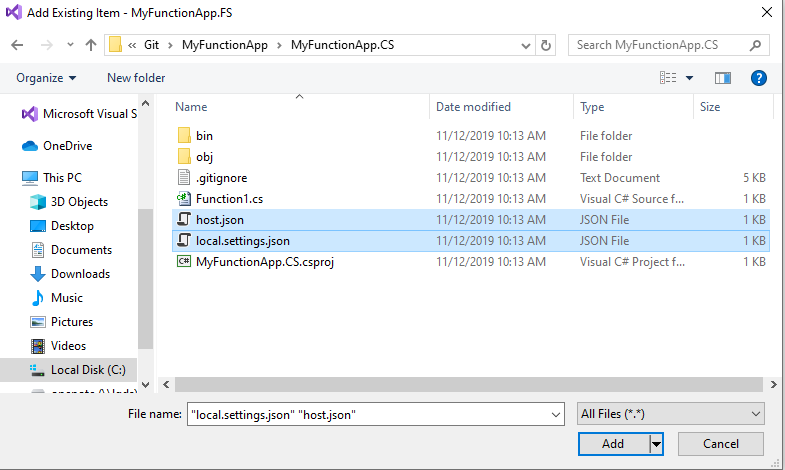 Add Existing Item - MyFunctionApp.FS
« Git > MyFunctionApp > MyFunctionApp.CS
Search MyFunctionApp.CS
Organize
New folder
Name Date modified Type Size
Microsoft Visual S
OneDrive
This PC
3D Objects
Desktop
Documents
Downloads
Music
Pictures
Videos
Local Disk (C:)
bin 11/12/2019 10:13 AM File folder
obj 11/12/2019 10:13 AM File folder
.gitignore 11/12/2019 10:13 AM Text Document 5 KB
Function1.cs 11/12/2019 10:13 AM Visual C# Source f... 1 KB
host.json 11/12/2019 10:13 AM JSON File 1 KB
local.settings.json 11/12/2019 10:13 AM JSON File 1 KB
C# MyFunctionApp.CS.csproj 11/12/2019 10:13 AM Visual C# Project f... 1 KB
File name: "local.settings.json" "host.json"
All Files (*.*)
Add
Cancel